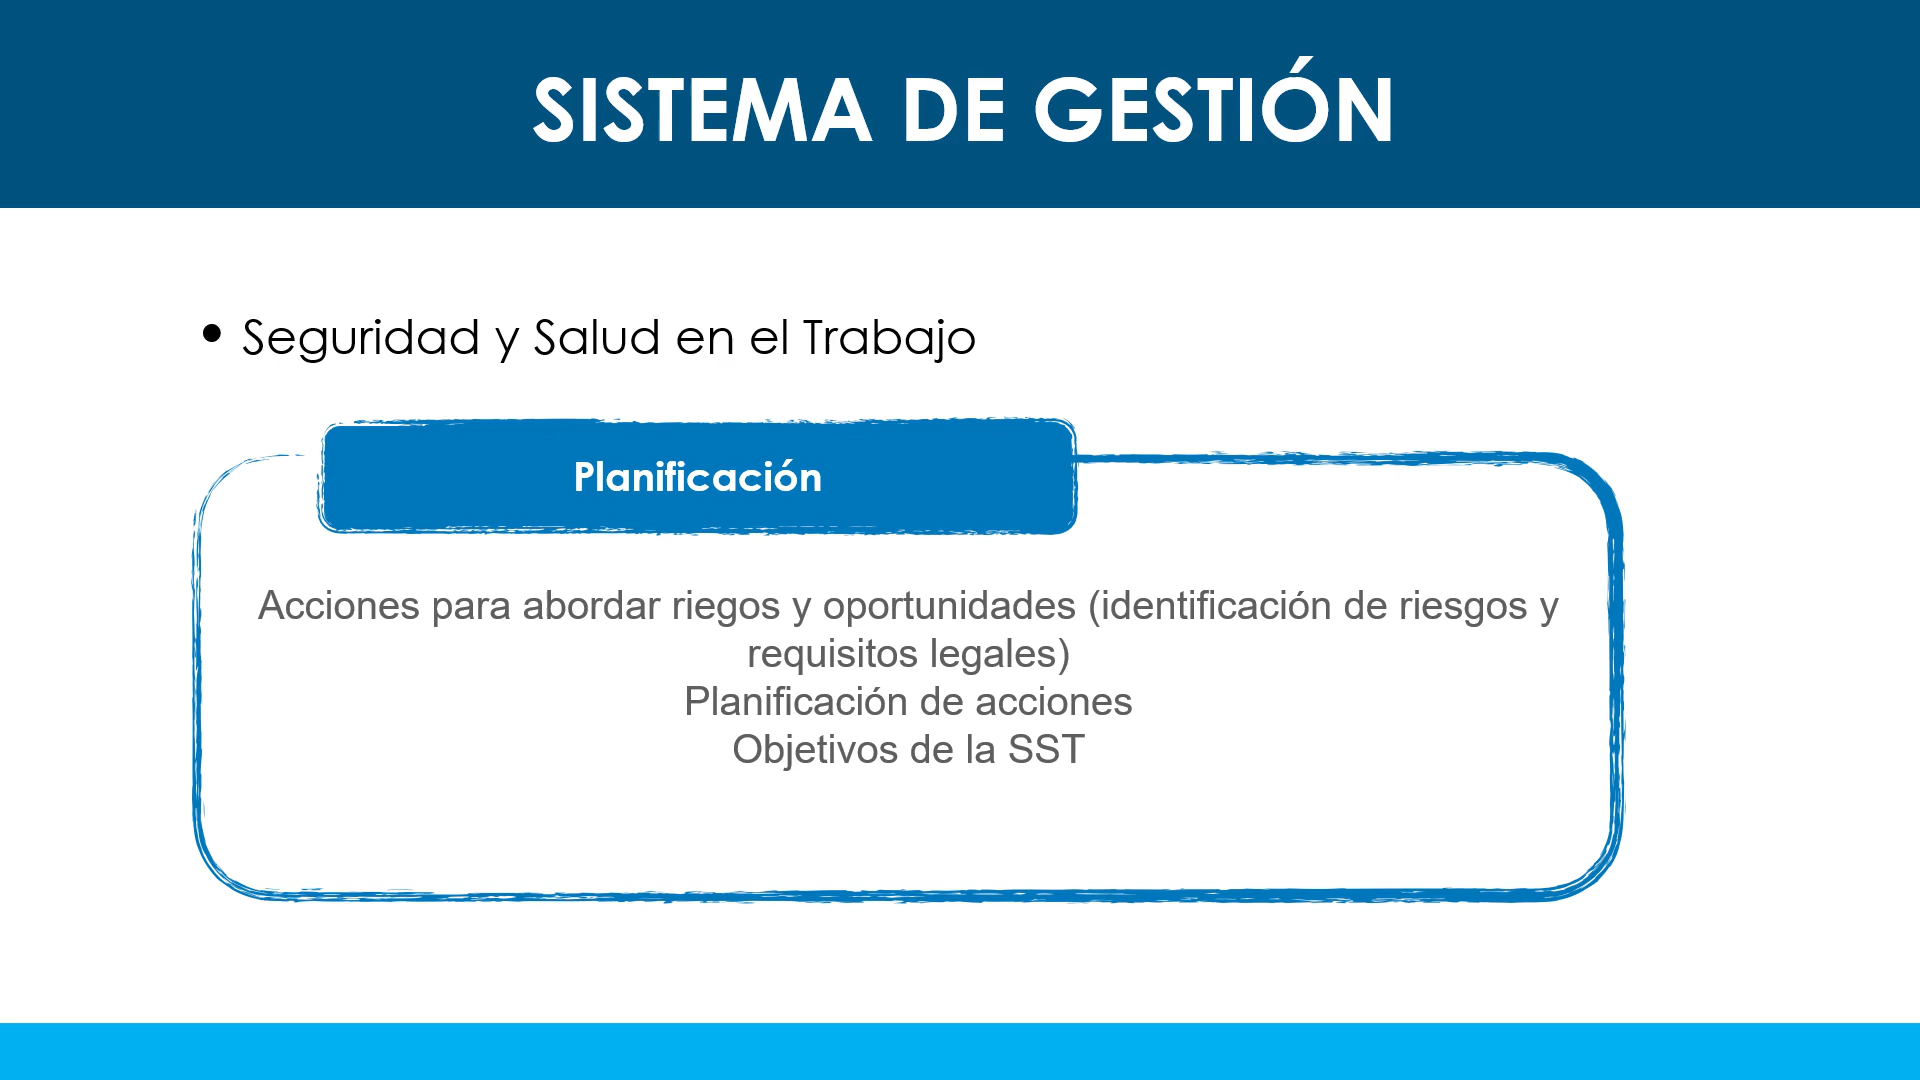 SISTEMA DE GESTIÓN
• Seguridad y Salud en el Trabajo
Planificación
Acciones para abordar riegos y oportunidades (identificación de riesgos y
requisitos legales)
Planificación de acciones
Objetivos de la SST